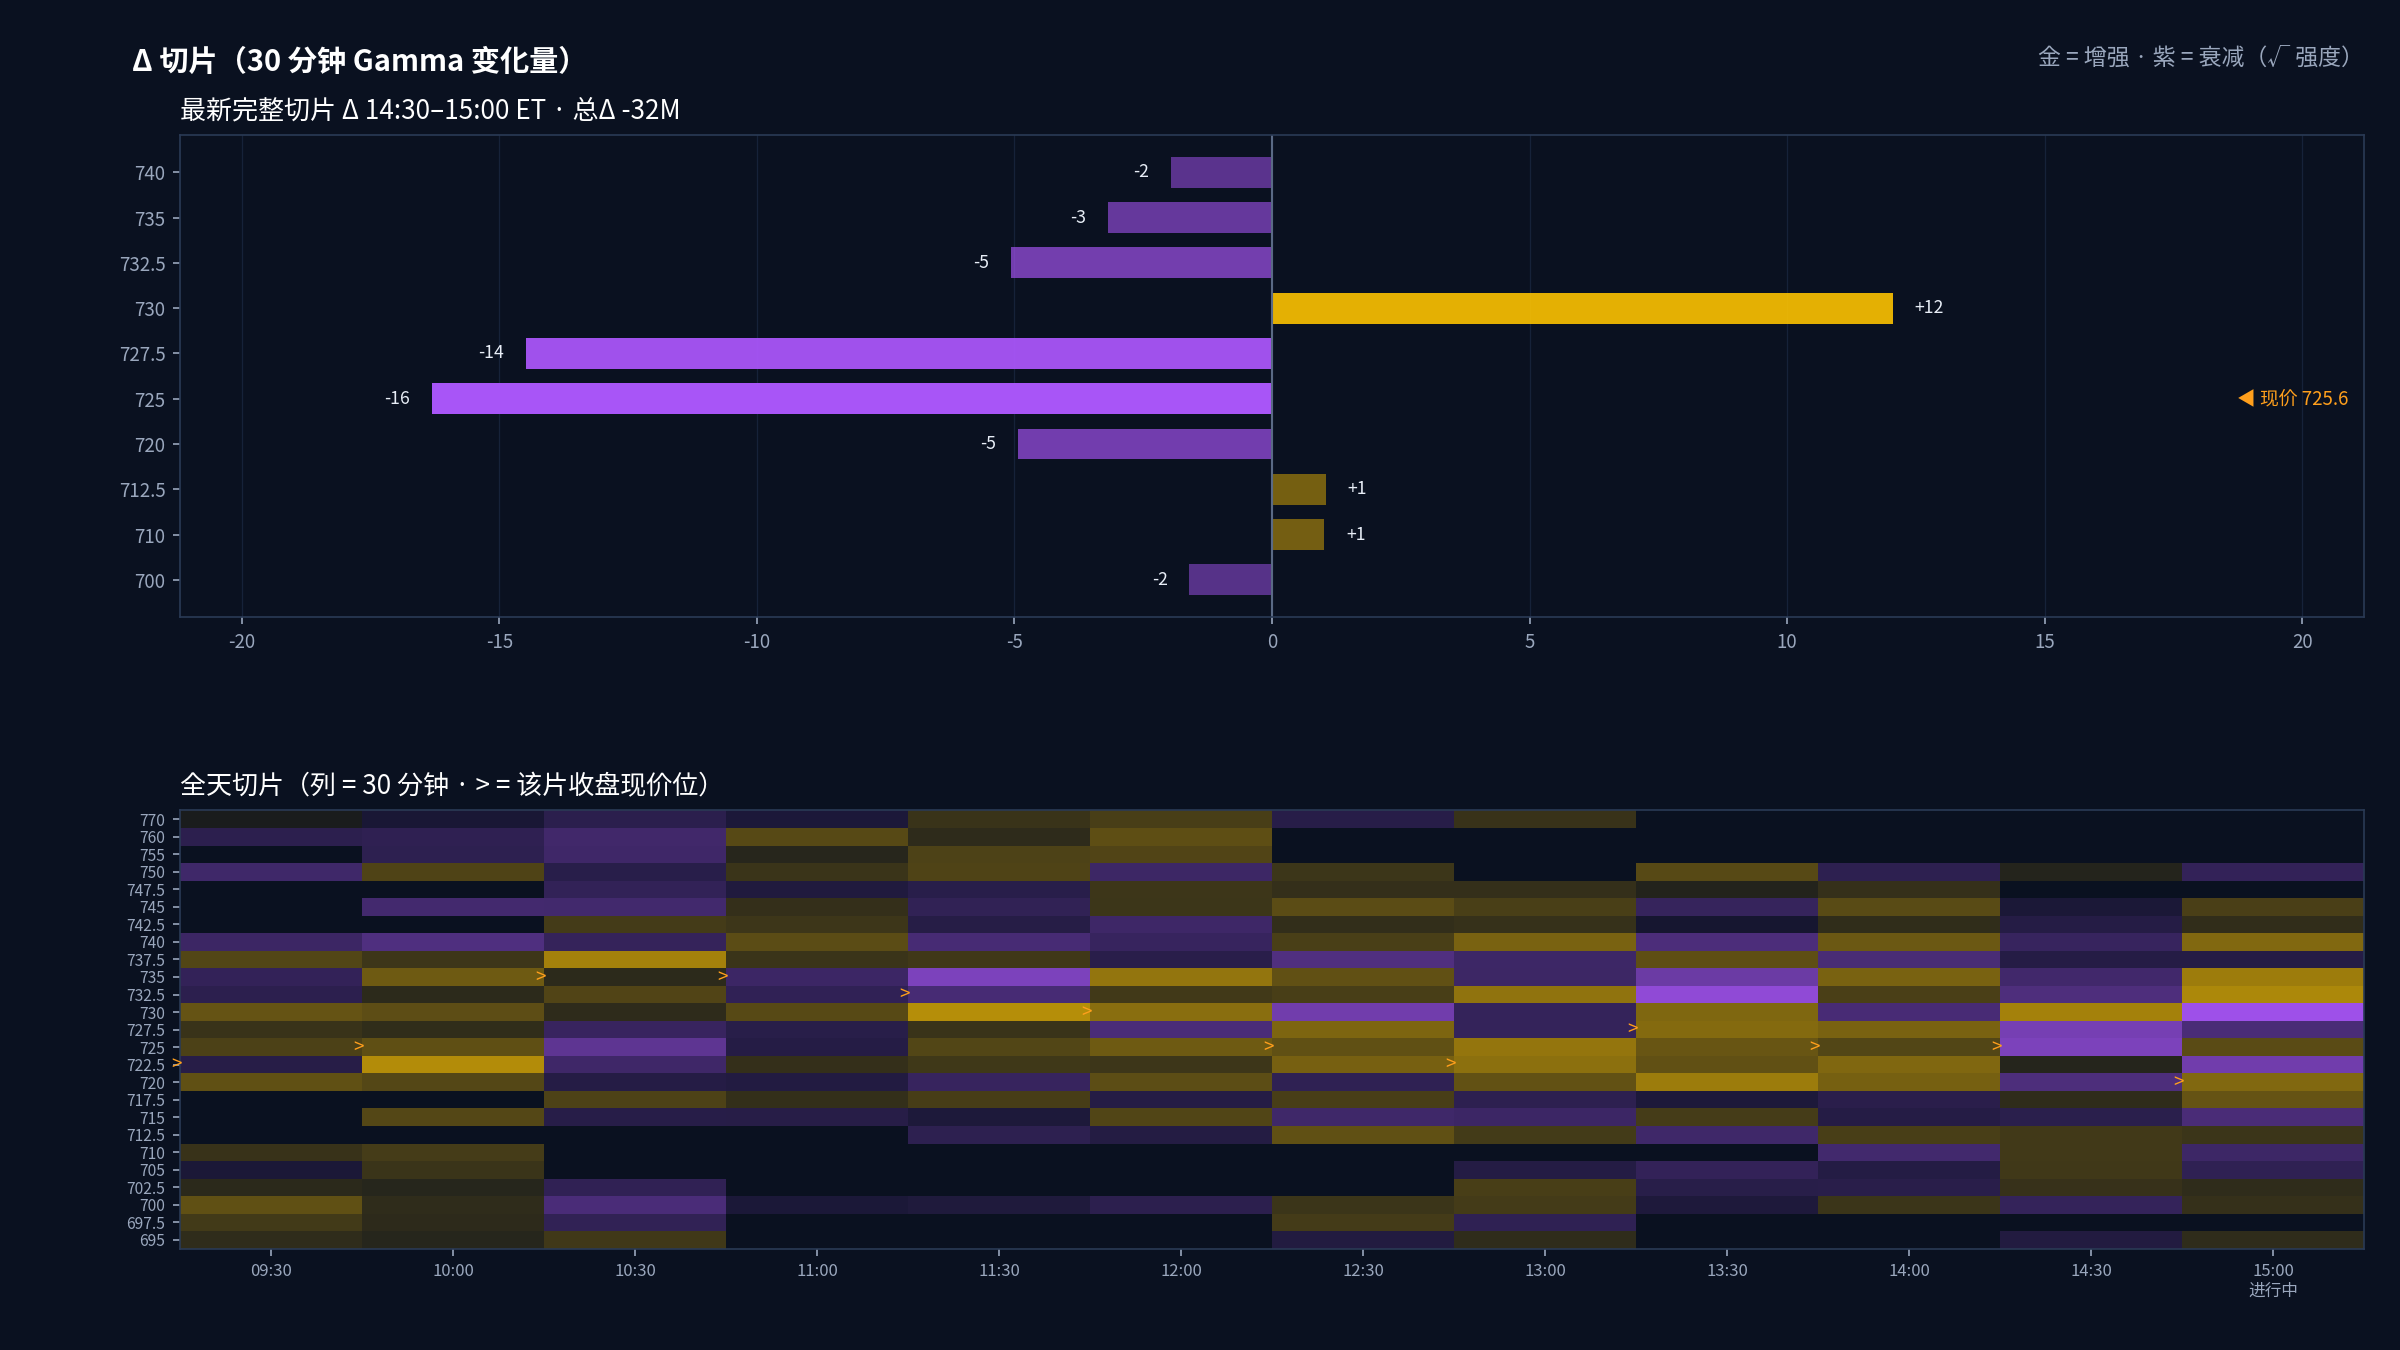 Δ 切片（30 分钟 Gamma 变化量）
金 = 增强 · 紫 = 衰减（√ 强度）
最新完整切片 Δ 14:30–15:00 ET · 总Δ -32M
740 -2
735 -3
732.5 -5
730 +12
727.5 -14
725 -16 ◀ 现价 725.6
720 -5
712.5 +1
710 +1
700 -2
-20 -15 -10 -5 0 5 10 15 20
全天切片（列 = 30 分钟 · > = 该片收盘现价位）
770
760
755
750
747.5
745
742.5
740
737.5
735 > >
732.5 >
730 >
727.5 >
725 > > > >
722.5 > >
720 >
717.5
715
712.5
710
705
702.5
700
697.5
695
09:30 10:00 10:30 11:00 11:30 12:00 12:30 13:00 13:30 14:00 14:30 15:00
进行中